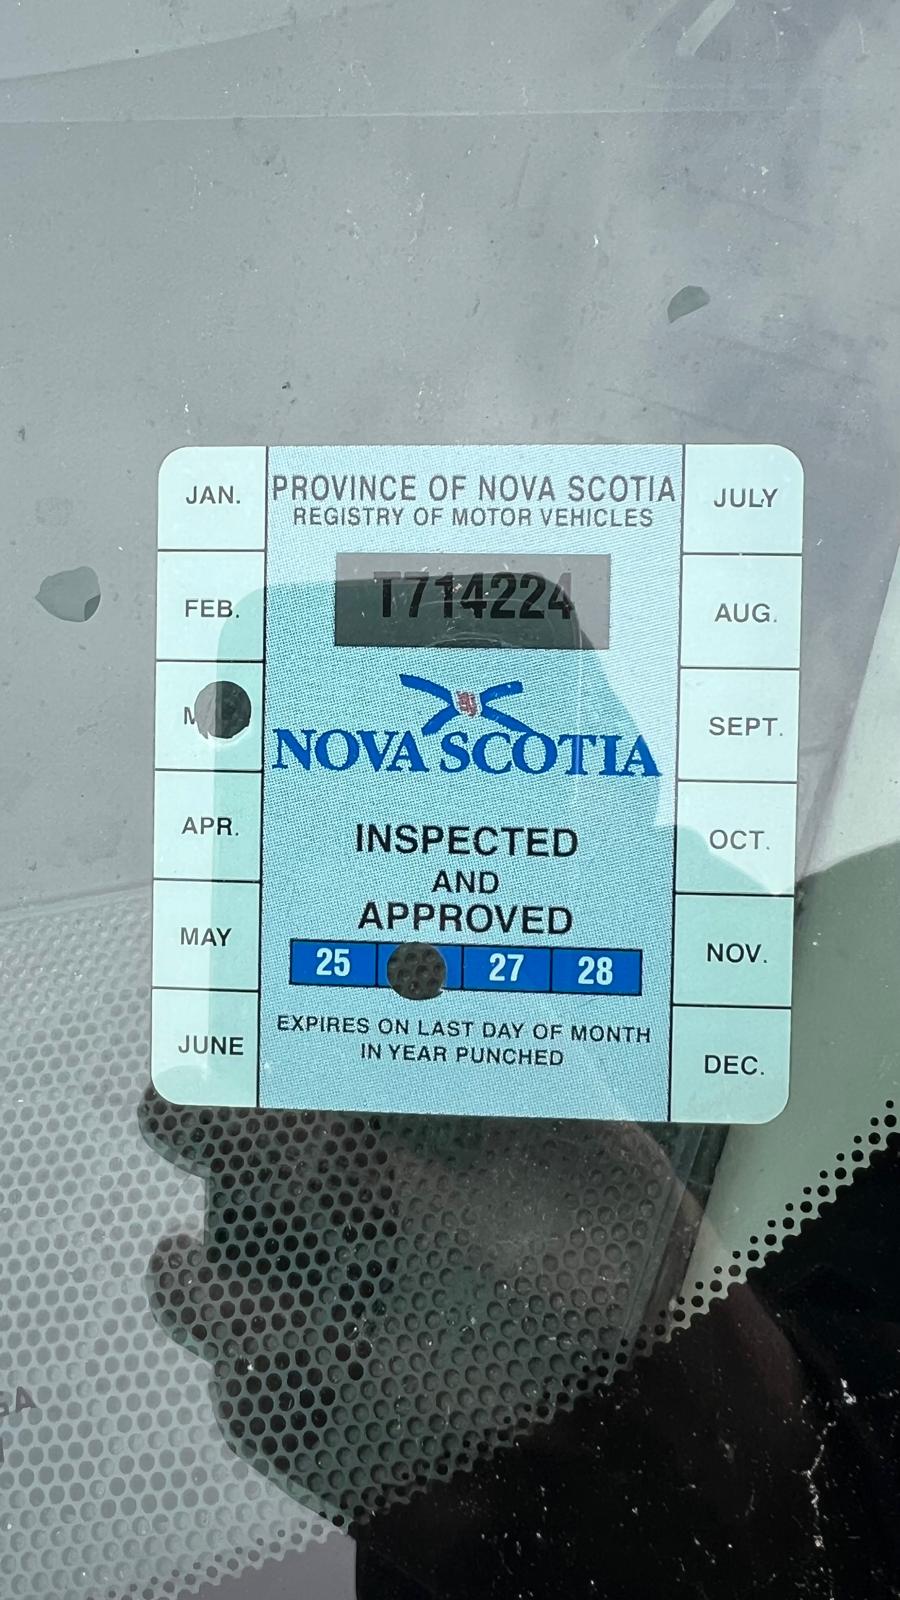 PROVINCE OF NOVA SCOTIA
REGISTRY OF MOTOR VEHICLES
T714224
NOVA SCOTIA
INSPECTED
AND
APPROVED
25 27 28
EXPIRES ON LAST DAY OF MONTH
IN YEAR PUNCHED
JAN.
FEB.
APR.
MAY
JUNE
JULY
AUG.
SEPT.
OCT.
NOV.
DEC.